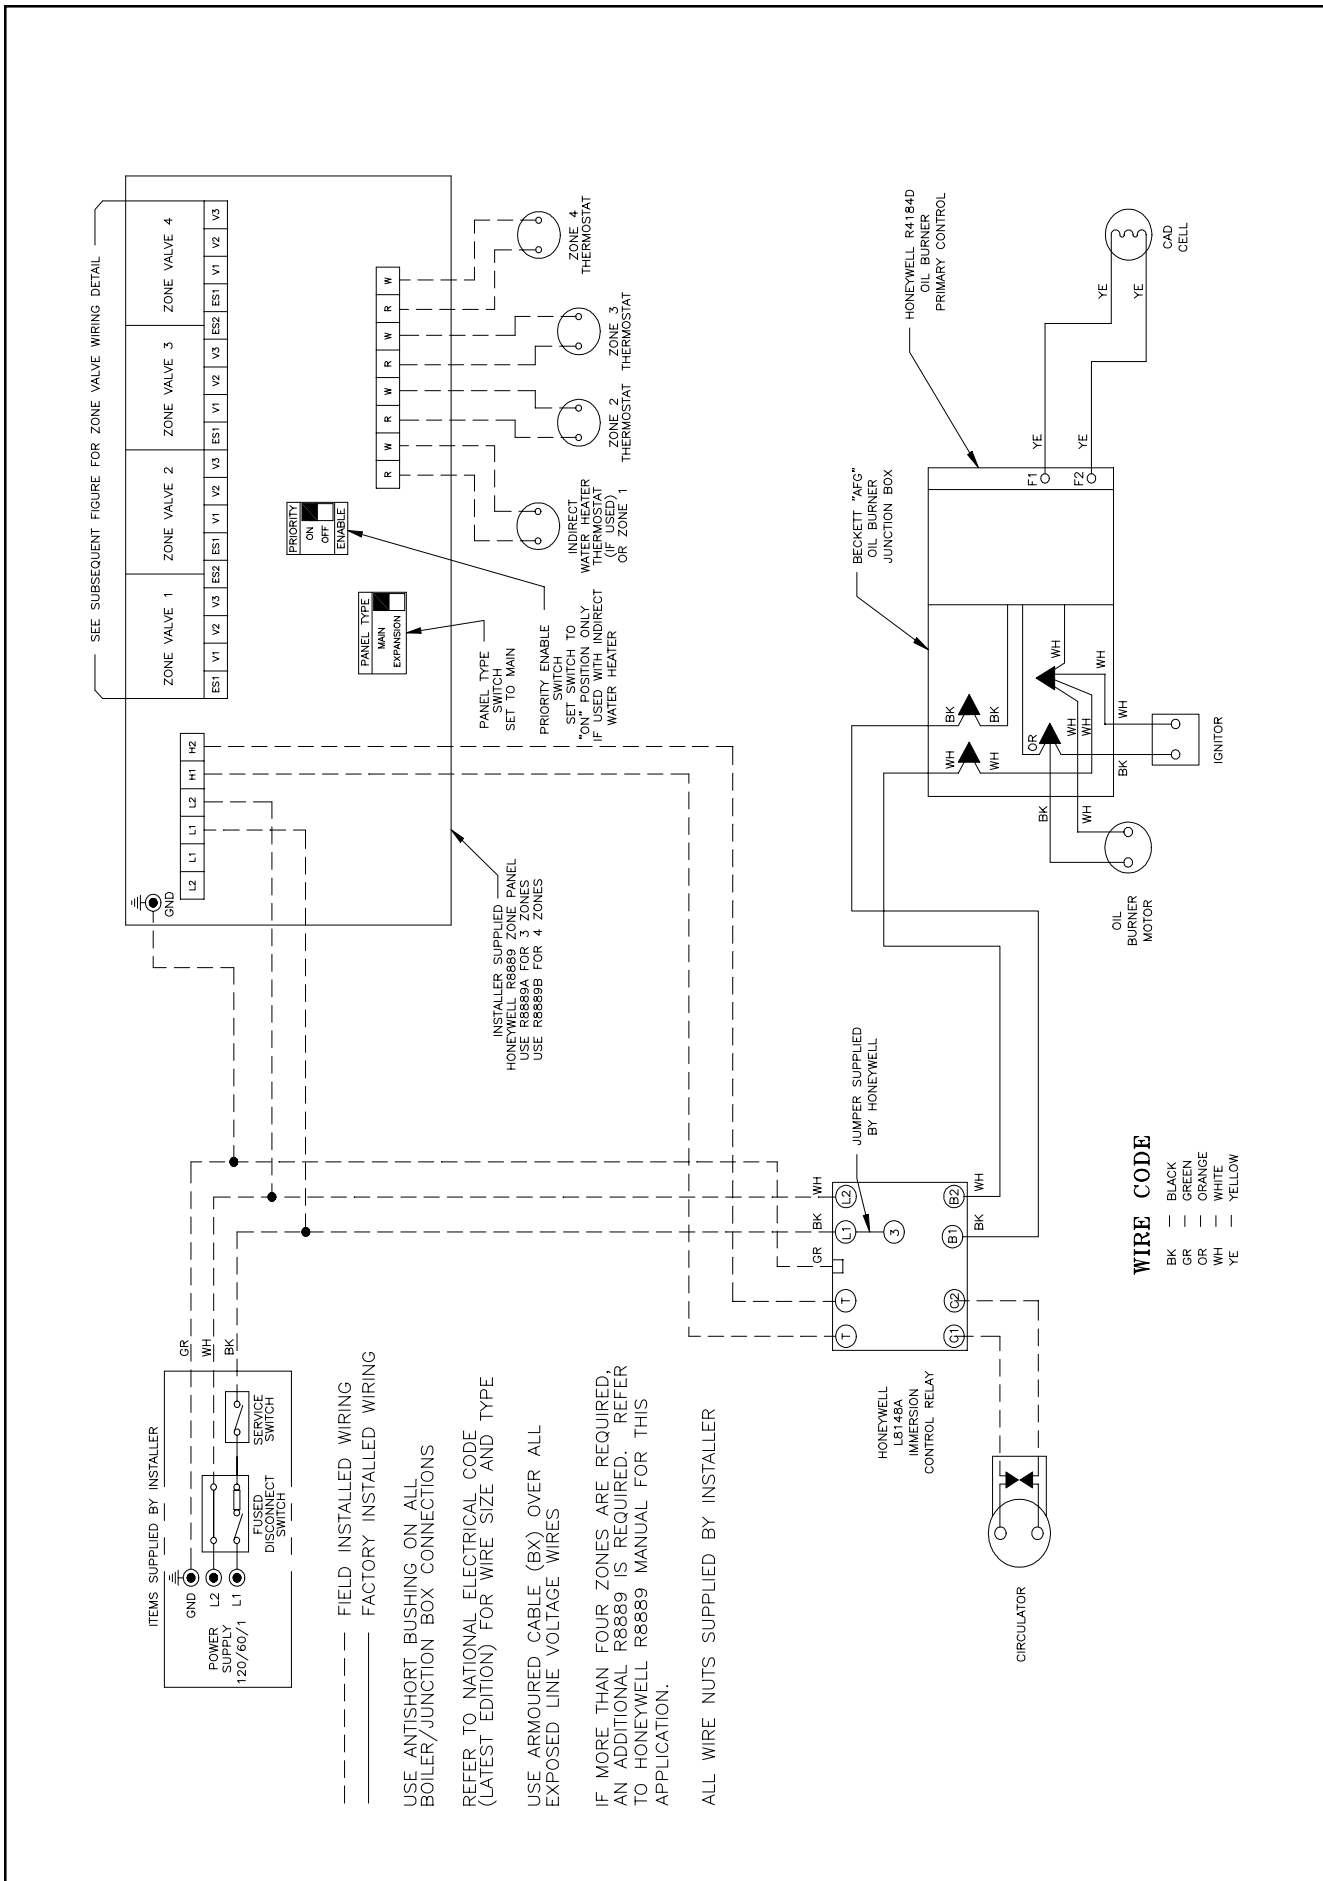 SEE SUBSEQUENT FIGURE FOR ZONE VALVE WIRING DETAIL
ZONE VALVE 1
ZONE VALVE 2
ZONE VALVE 3
ZONE VALVE 4
ES1 V1 V2 V3 ES2 ES1 V1 V2 V3 ES1 V1 V2 V3 ES2 ES1 V1 V2 V3
GND
L2 L1 L1 L2 H1 H2
PRIORITY
ON
OFF
ENABLE
PANEL TYPE
MAIN
EXPANSION
R W R W R W R W
PANEL TYPE
SWITCH
SET TO MAIN
PRIORITY ENABLE
SWITCH
SET SWITCH TO
"ON" POSITION ONLY
IF USED WITH INDIRECT
WATER HEATER
INDIRECT
WATER HEATER
THERMOSTAT
(IF USED)
OR ZONE 1
ZONE 2
THERMOSTAT
ZONE 3
THERMOSTAT
ZONE 4
THERMOSTAT
INSTALLER SUPPLIED
HONEYWELL R8889 ZONE PANEL
USE R8889A FOR 3 ZONES
USE R8889B FOR 4 ZONES
ITEMS SUPPLIED BY INSTALLER
GND
L2
L1
POWER
SUPPLY
120/60/1
FUSED
DISCONNECT
SWITCH
SERVICE
SWITCH
GR
WH
BK
FIELD INSTALLED WIRING
FACTORY INSTALLED WIRING
USE ANTISHORT BUSHING ON ALL
BOILER/JUNCTION BOX CONNECTIONS
REFER TO NATIONAL ELECTRICAL CODE
(LATEST EDITION) FOR WIRE SIZE AND TYPE
USE ARMOURED CABLE (BX) OVER ALL
EXPOSED LINE VOLTAGE WIRES
IF MORE THAN FOUR ZONES ARE REQUIRED,
AN ADDITIONAL R8889 IS REQUIRED. REFER
TO HONEYWELL R8889 MANUAL FOR THIS
APPLICATION.
ALL WIRE NUTS SUPPLIED BY INSTALLER
GR BK WH
T T L1 L2
3
C1 C2 B1 B2
BK WH
JUMPER SUPPLIED
BY HONEYWELL
HONEYWELL
L8148A
IMMERSION
CONTROL RELAY
CIRCULATOR
BECKETT "AFG"
OIL BURNER
JUNCTION BOX
HONEYWELL R4184D
OIL BURNER
PRIMARY CONTROL
BK
BK
WH
WH
OR
WH
WH
WH
WH
BK
WH
BK
WH
F1
F2
YE
YE
YE
YE
CAD
CELL
IGNITOR
OIL
BURNER
MOTOR
WIRE CODE
BK — BLACK
GR — GREEN
OR — ORANGE
WH — WHITE
YE — YELLOW